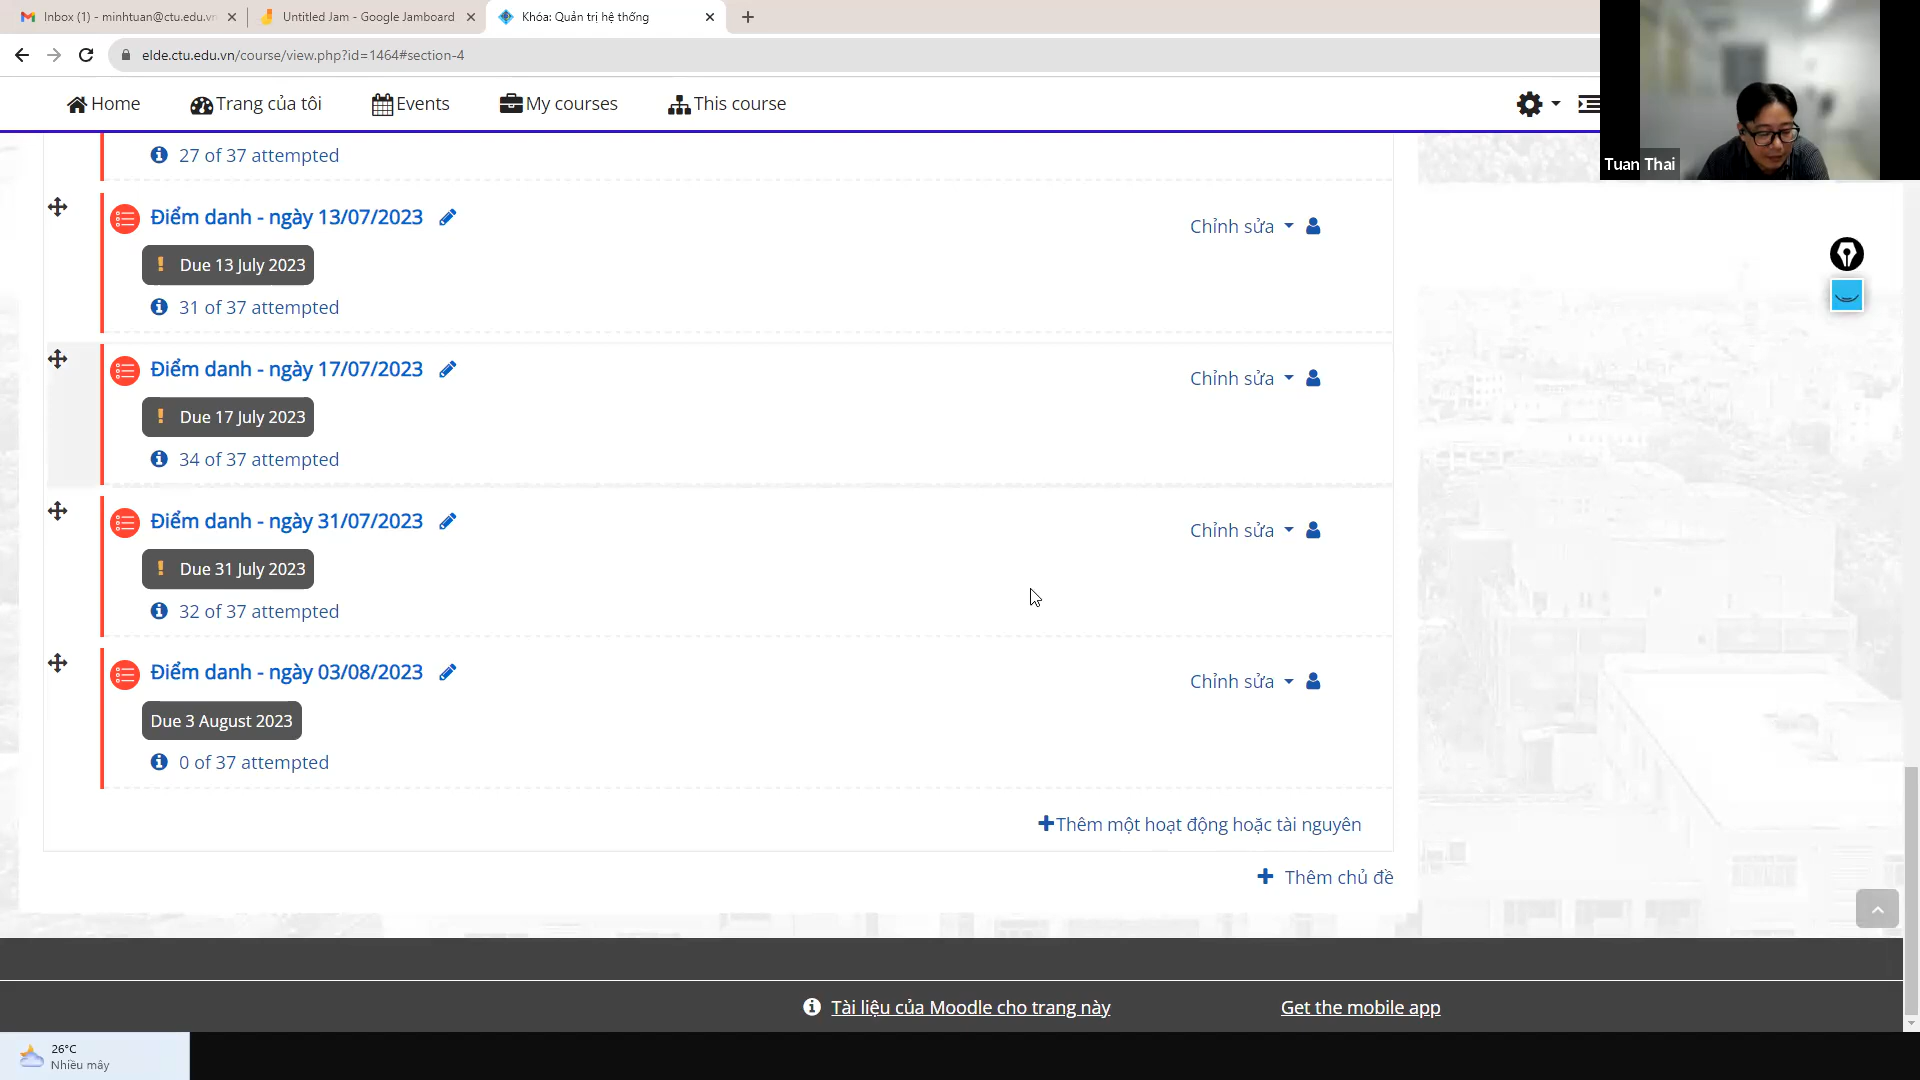 Inbox (1) - minhtuan@ctu.edu.vn
Untitled Jam - Google Jamboard
Khóa: Quản trị hệ thống
elde.ctu.edu.vn/course/view.php?id=1464#section-4
Home
Trang của tôi
Events
My courses
This course
Tuan Thai
27 of 37 attempted
Điểm danh - ngày 13/07/2023
Chỉnh sửa
Due 13 July 2023
31 of 37 attempted
Điểm danh - ngày 17/07/2023
Chỉnh sửa
Due 17 July 2023
34 of 37 attempted
Điểm danh - ngày 31/07/2023
Chỉnh sửa
Due 31 July 2023
32 of 37 attempted
Điểm danh - ngày 03/08/2023
Chỉnh sửa
Due 3 August 2023
0 of 37 attempted
Thêm một hoạt động hoặc tài nguyên
Thêm chủ đề
Tài liệu của Moodle cho trang này
Get the mobile app
26°C
Nhiều mây